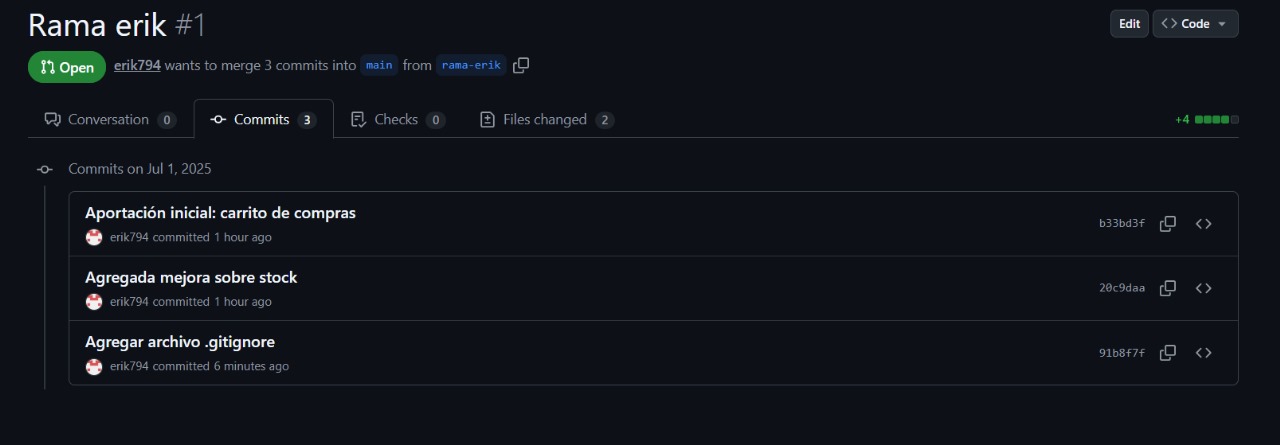 Rama erik #1
Edit
Code
Open
erik794 wants to merge 3 commits into main from rama-erik
Conversation 0
Commits 3
Checks 0
Files changed 2
+4
Commits on Jul 1, 2025
Aportación inicial: carrito de compras
erik794 committed 1 hour ago
b33bd3f
Agregada mejora sobre stock
erik794 committed 1 hour ago
20c9daa
Agregar archivo .gitignore
erik794 committed 6 minutes ago
91b8f7f